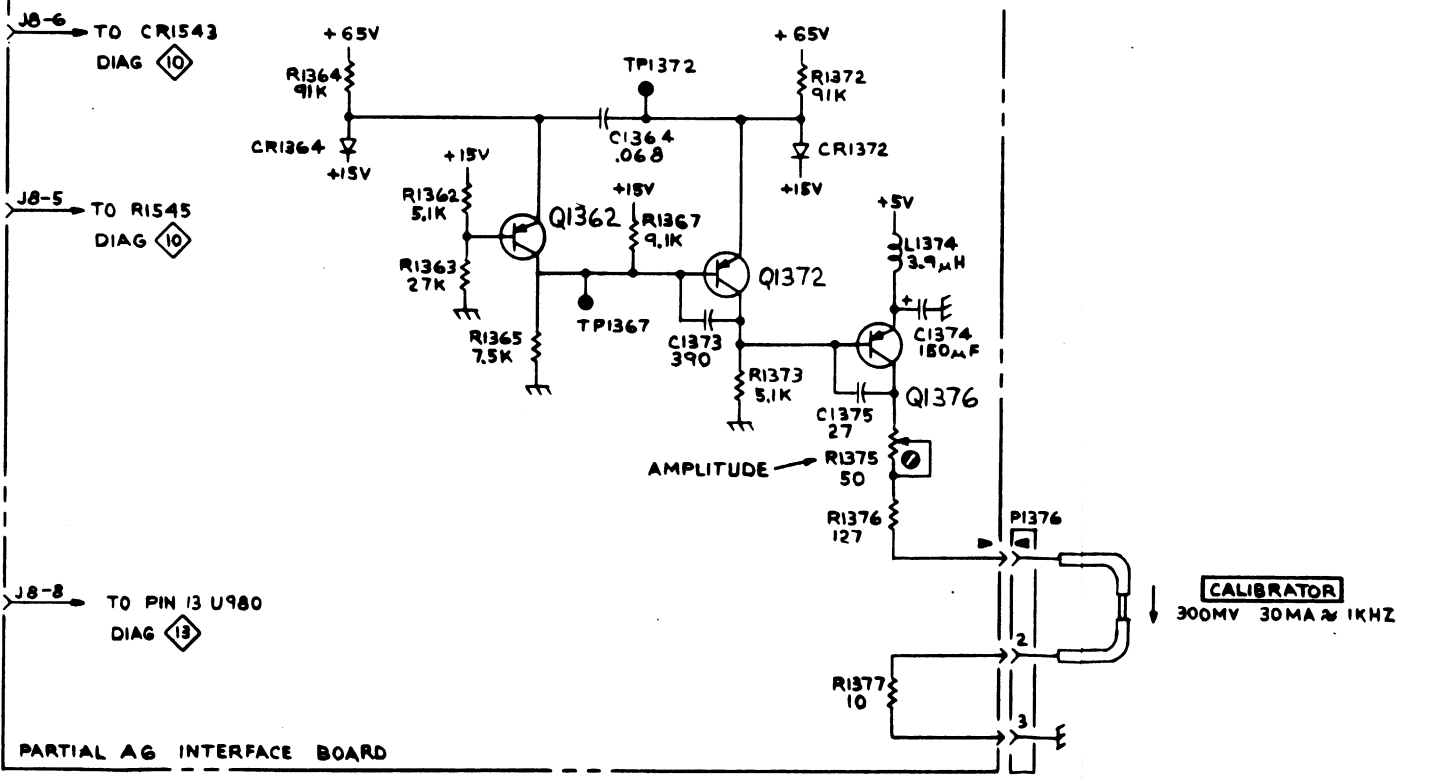 J8-6
TO CR1543
DIAG 10
+65V
R1364
91K
CR1364
+15V
TP1372
C1364
.068
+65V
R1372
91K
CR1372
+15V
J8-5
TO R1545
DIAG 10
+15V
R1362
5.1K
Q1362
R1363
27K
+15V
R1367
9.1K
Q1372
+5V
L1374
3.9µH
R1365
7.5K
TP1367
C1373
390
+
C1374
150µF
R1373
5.1K
C1375
27
Q1376
AMPLITUDE
R1375
50
R1376
127
P1376
J8-8
TO PIN 13 U980
DIAG 13
CALIBRATOR
300MV 30MA ≈ 1KHZ
2
R1377
10
3
PARTIAL A6 INTERFACE BOARD